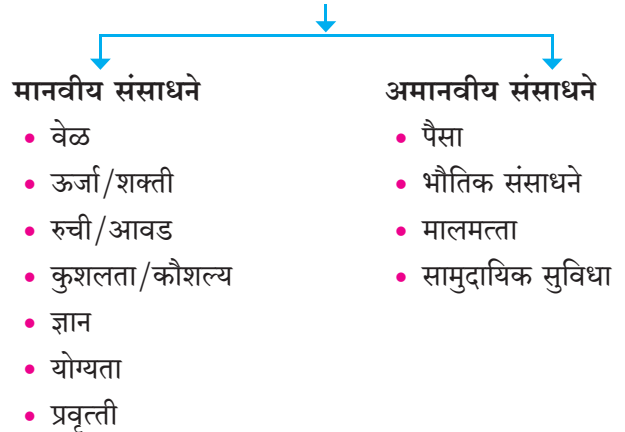 मानवीय संसाधने
• वेळ
• ऊर्जा/शक्ती
• रुची/आवड
• कुशलता/कौशल्य
• ज्ञान
• योग्यता
• प्रवृत्ती
अमानवीय संसाधने
• पैसा
• भौतिक संसाधने
• मालमत्ता
• सामुदायिक सुविधा